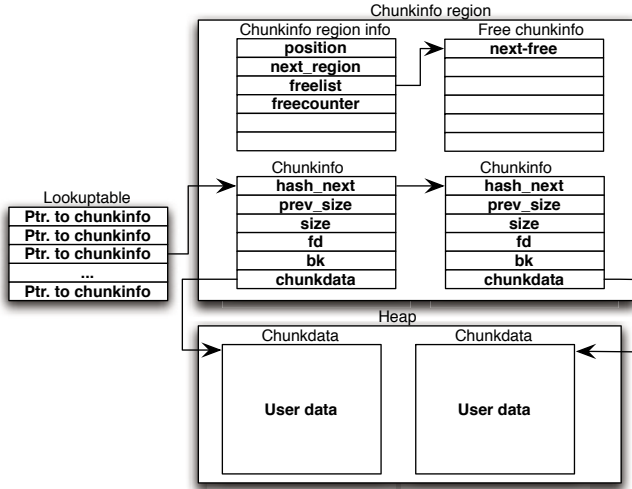 Chunkinfo region
Chunkinfo region info
position
next_region
freelist
freecounter
Free chunkinfo
next-free
Lookuptable
Ptr. to chunkinfo
Ptr. to chunkinfo
Ptr. to chunkinfo
...
Ptr. to chunkinfo
Chunkinfo
hash_next
prev_size
size
fd
bk
chunkdata
Chunkinfo
hash_next
prev_size
size
fd
bk
chunkdata
Heap
Chunkdata
User data
Chunkdata
User data